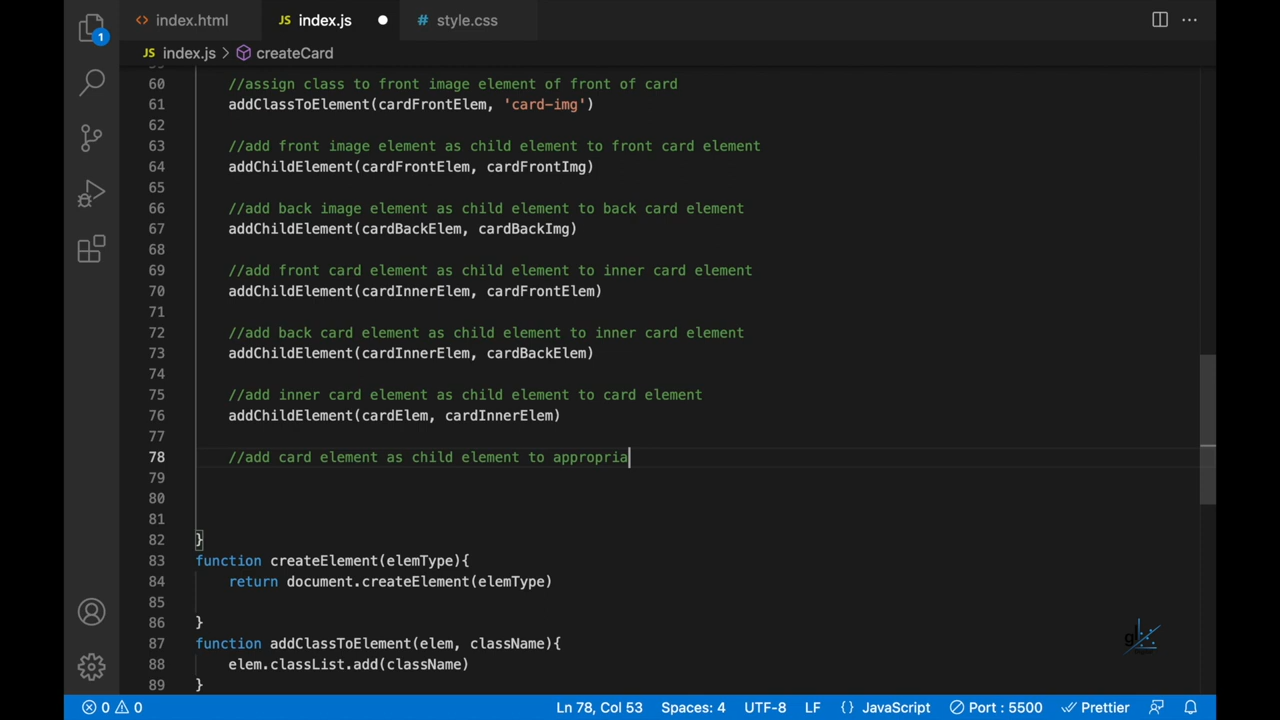 index.html
JS index.js
# style.css
JS index.js > createCard
60 //assign class to front image element of front of card
61 addClassToElement(cardFrontElem, 'card-img')
62
63 //add front image element as child element to front card element
64 addChildElement(cardFrontElem, cardFrontImg)
65
66 //add back image element as child element to back card element
67 addChildElement(cardBackElem, cardBackImg)
68
69 //add front card element as child element to inner card element
70 addChildElement(cardInnerElem, cardFrontElem)
71
72 //add back card element as child element to inner card element
73 addChildElement(cardInnerElem, cardBackElem)
74
75 //add inner card element as child element to card element
76 addChildElement(cardElem, cardInnerElem)
77
78 //add card element as child element to appropria
79
80
81
82 }
83 function createElement(elemType){
84 return document.createElement(elemType)
85
86 }
87 function addClassToElement(elem, className){
88 elem.classList.add(className)
89 }
1
0 0 Ln 78, Col 53 Spaces: 4 UTF-8 LF {} JavaScript Port : 5500 Prettier